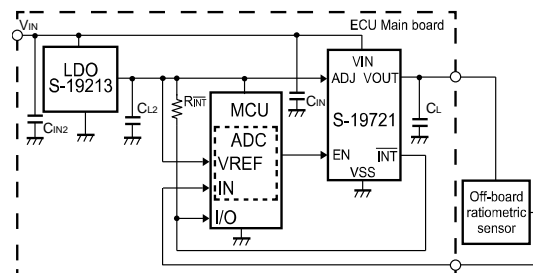 ECU Main board
VIN
LDO
S-19213
CIN2
CL2
RINT
MCU
ADC
VREF
IN
I/O
CIN
VIN
ADJ VOUT
S-19721
EN INT
VSS
CL
Off-board
ratiometric
sensor